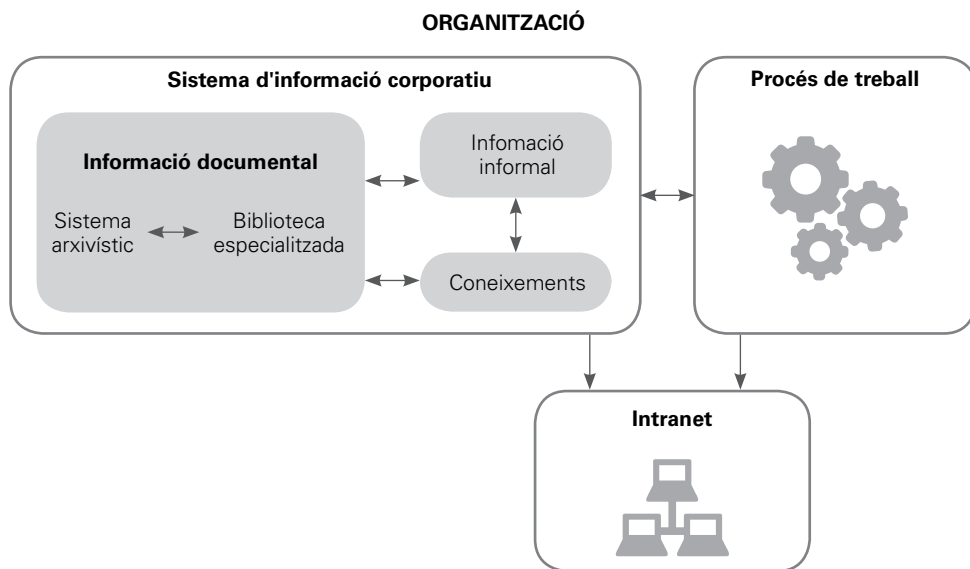 ORGANITZACIÓ
Sistema d'informació corporatiu
Informació documental
Sistema
arxivístic
Biblioteca
especialitzada
Infomació
informal
Coneixements
Procés de treball
Intranet